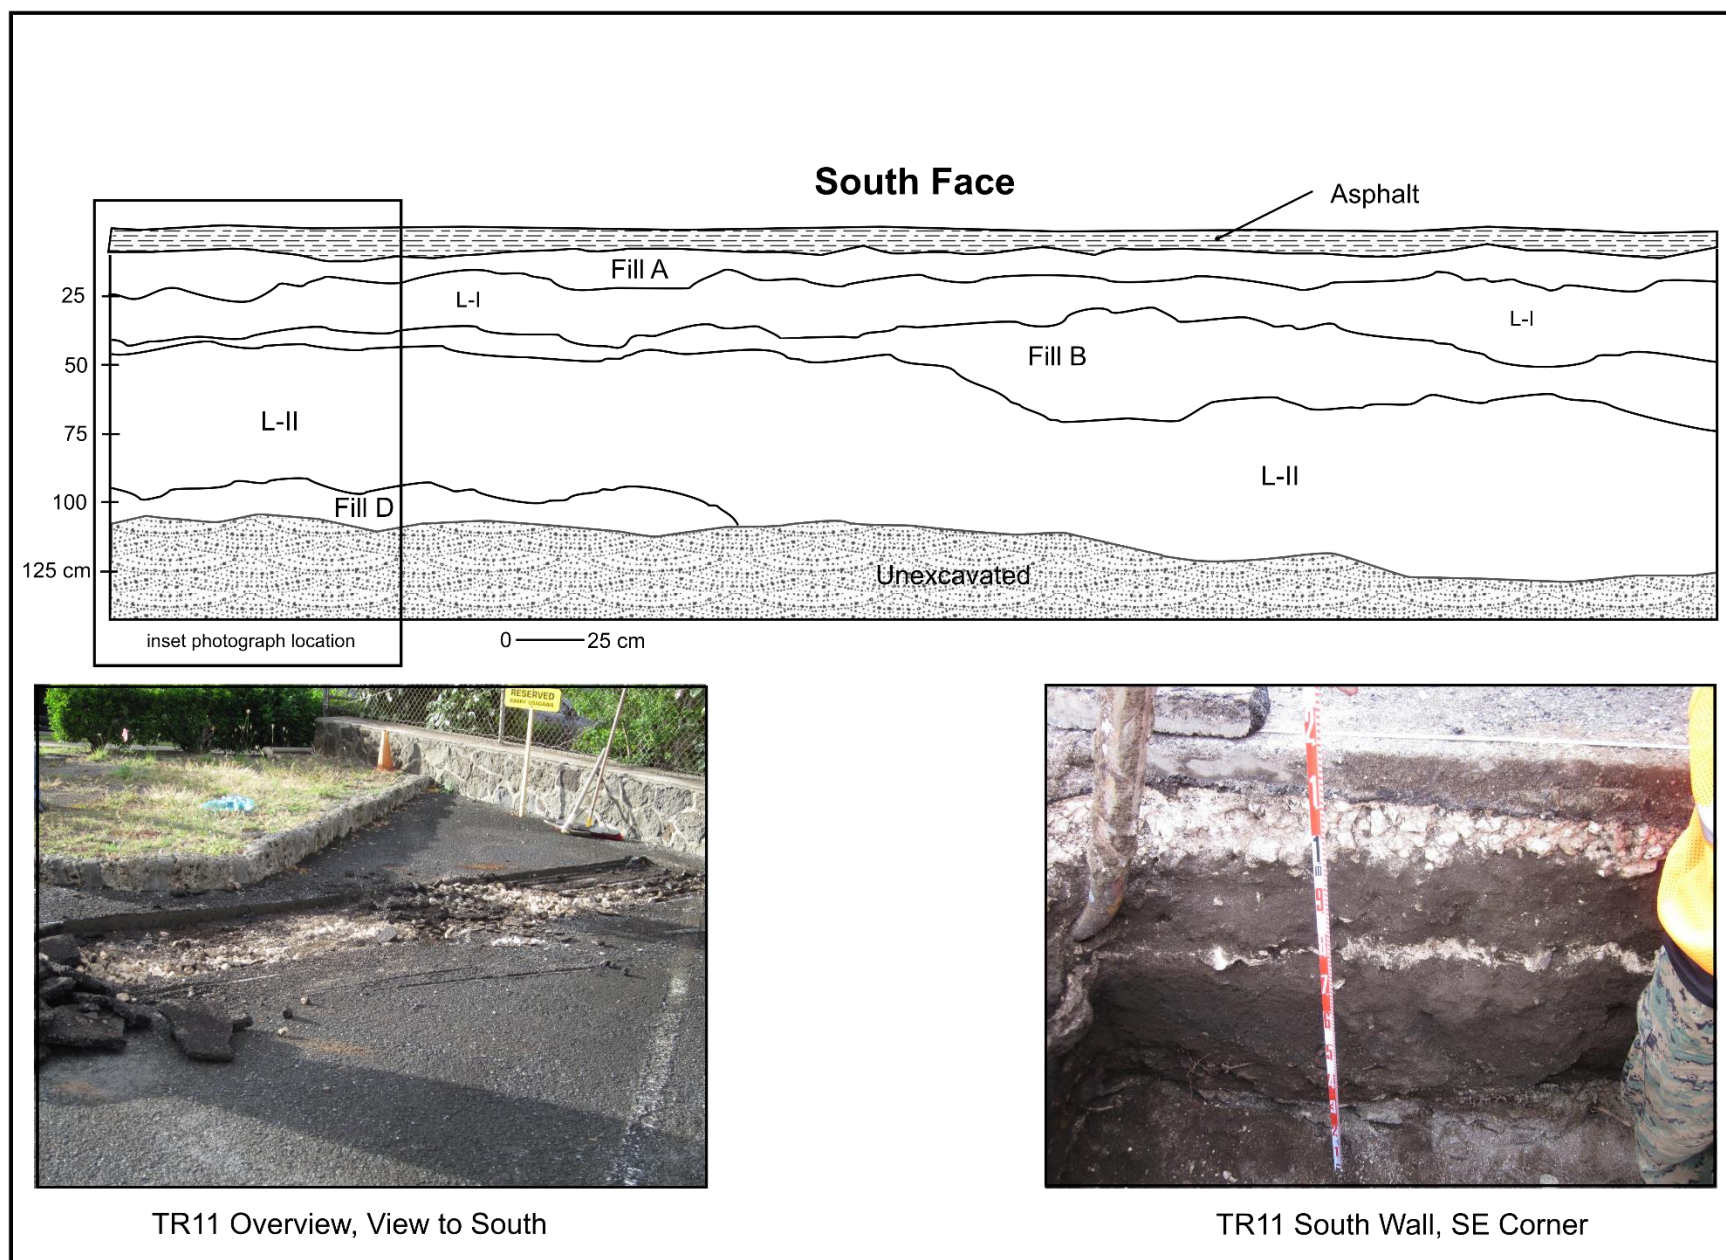 South Face
Asphalt
Fill A
25
L-I
L-I
50
Fill B
75
L-II
L-II
100
Fill D
125 cm
Unexcavated
inset photograph location
0
25 cm
RESERVED
TR11 Overview, View to South
TR11 South Wall, SE Corner